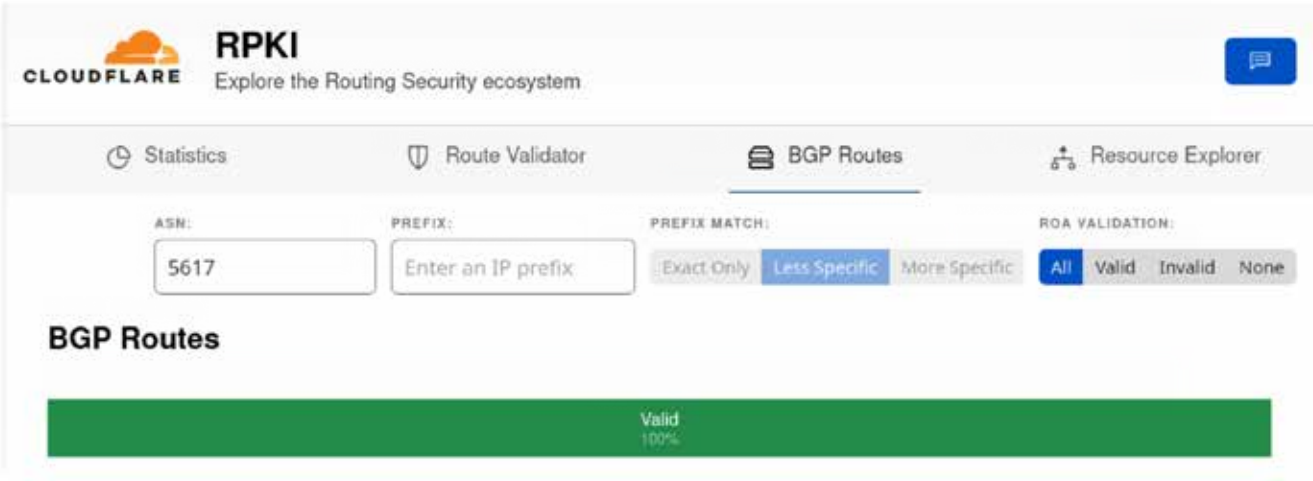 CLOUDFLARE
RPKI
Explore the Routing Security ecosystem
Statistics
Route Validator
BGP Routes
Resource Explorer
ASN:
PREFIX:
PREFIX MATCH:
ROA VALIDATION:
5617
Enter an IP prefix
Exact Only Less Specific More Specific
All Valid Invalid None
BGP Routes
Valid
100%